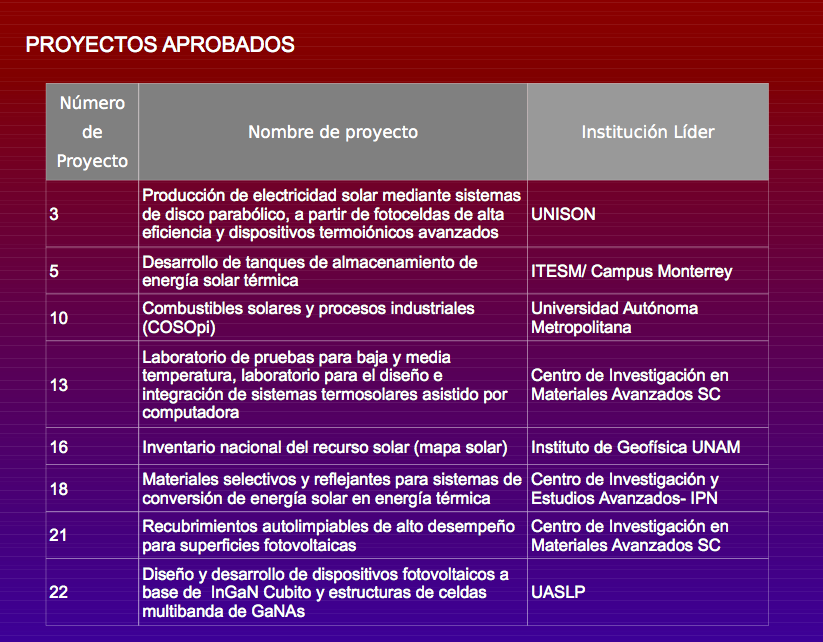 PROYECTOS APROBADOS
Número
de
Proyecto
Nombre de proyecto
Institución Líder
3
Producción de electricidad solar mediante sistemas
de disco parabólico, a partir de fotoceldas de alta
eficiencia y dispositivos termoiónicos avanzados
UNISON
5
Desarrollo de tanques de almacenamiento de
energía solar térmica
ITESM/ Campus Monterrey
10
Combustibles solares y procesos industriales
(COSOpi)
Universidad Autónoma
Metropolitana
13
Laboratorio de pruebas para baja y media
temperatura, laboratorio para el diseño e
integración de sistemas termosolares asistido por
computadora
Centro de Investigación en
Materiales Avanzados SC
16
Inventario nacional del recurso solar (mapa solar)
Instituto de Geofísica UNAM
18
Materiales selectivos y reflejantes para sistemas de
conversión de energía solar en energía térmica
Centro de Investigación y
Estudios Avanzados- IPN
21
Recubrimientos autolimpiables de alto desempeño
para superficies fotovoltaicas
Centro de Investigación en
Materiales Avanzados SC
22
Diseño y desarrollo de dispositivos fotovoltaicos a
base de  InGaN Cubito y estructuras de celdas
multibanda de GaNAs
UASLP